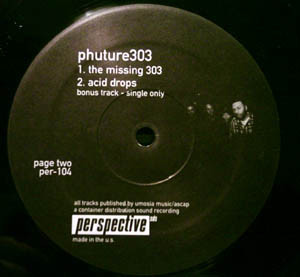 phuture303
1. the missing 303
2. acid drops
bonus track - single only
page two
per-104
all tracks published by umosia music/ascap
a container distribution sound recording
perspective
made in the u.s.